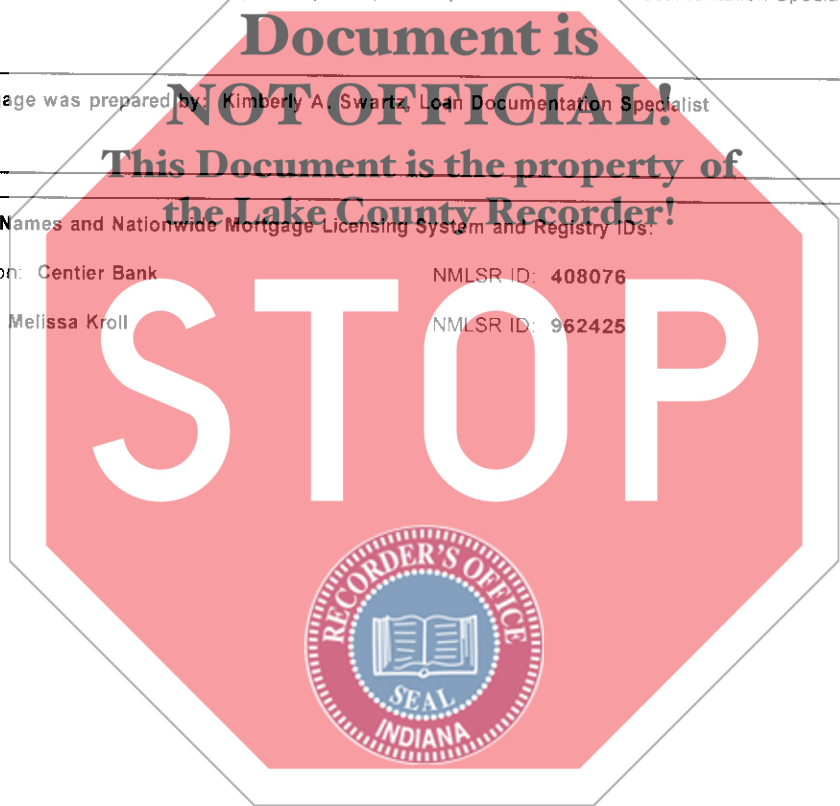 Document is
NOT OFFICIAL!
age was prepared by: Kimberly A. Swartz, Loan Documentation Specialist
This Document is the property of
the Lake County Recorder!
Names and Nationwide Mortgage Licensing System and Registry IDs:
on: Centier Bank NMLSR ID: 408076
Melissa Kroll NMLSR ID: 962425
STOP
RECORDER'S OFFICE
SEAL
INDIANA